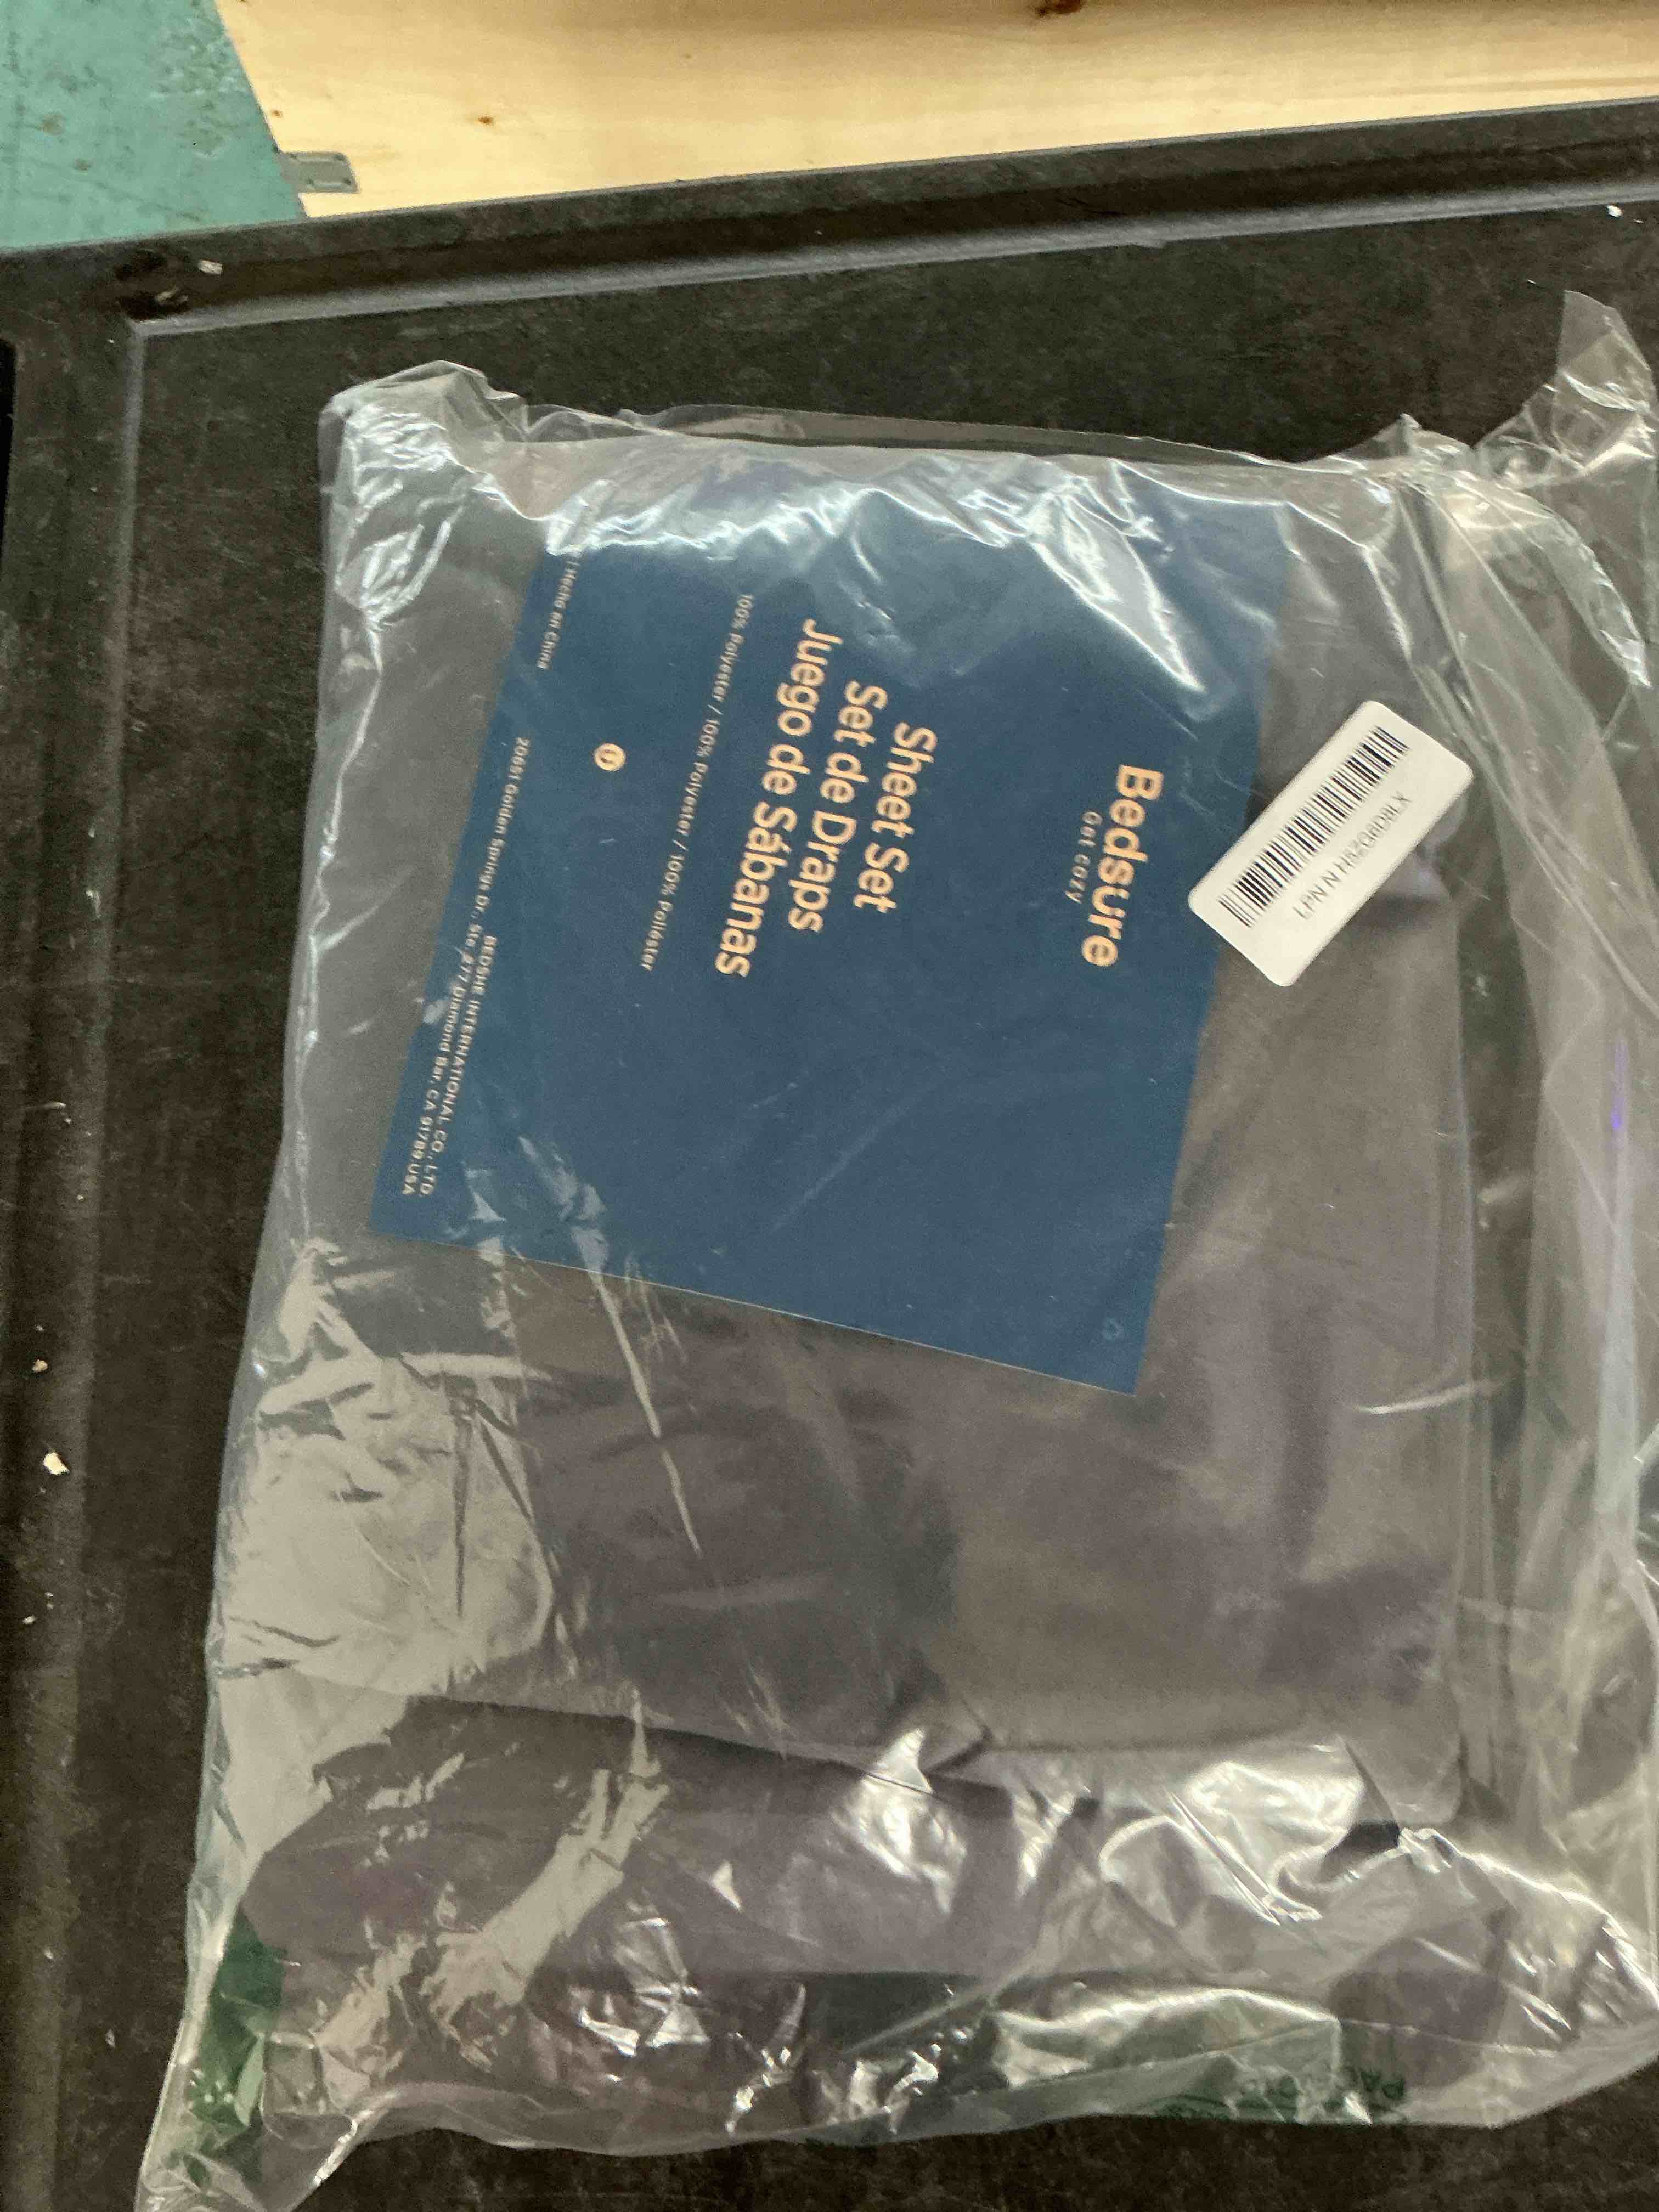 Bedsure
Get cozy
Sheet Set
Set de Draps
Juego de Sábanas
100% Polyester / 100% Polyester / 100% Poliéster
Hecho en China
BEDSHE INTERNATIONAL CO., LTD.
20651 Golden Springs Dr. Ste 277 Diamond Bar, CA 91789,USA
LPN N